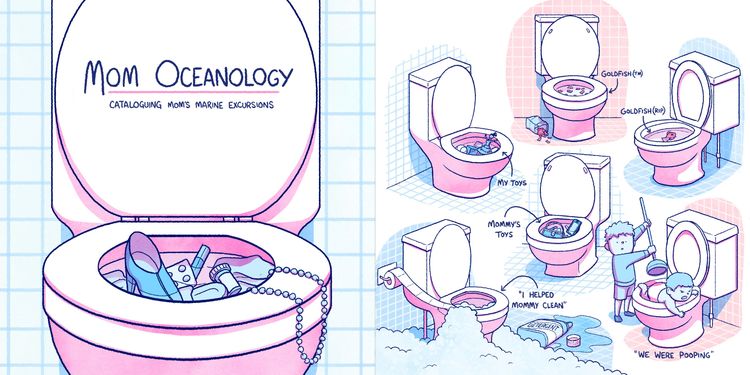 MOM OCEANOLOGY
CATALOGUING MOM'S MARINE EXCURSIONS
GOLDFISH(TM)
GOLDFISH(RIP)
MY TOYS
MOMMY'S
TOYS
"I HELPED
MOMMY CLEAN"
DETERGENT
"WE WERE POOPING"